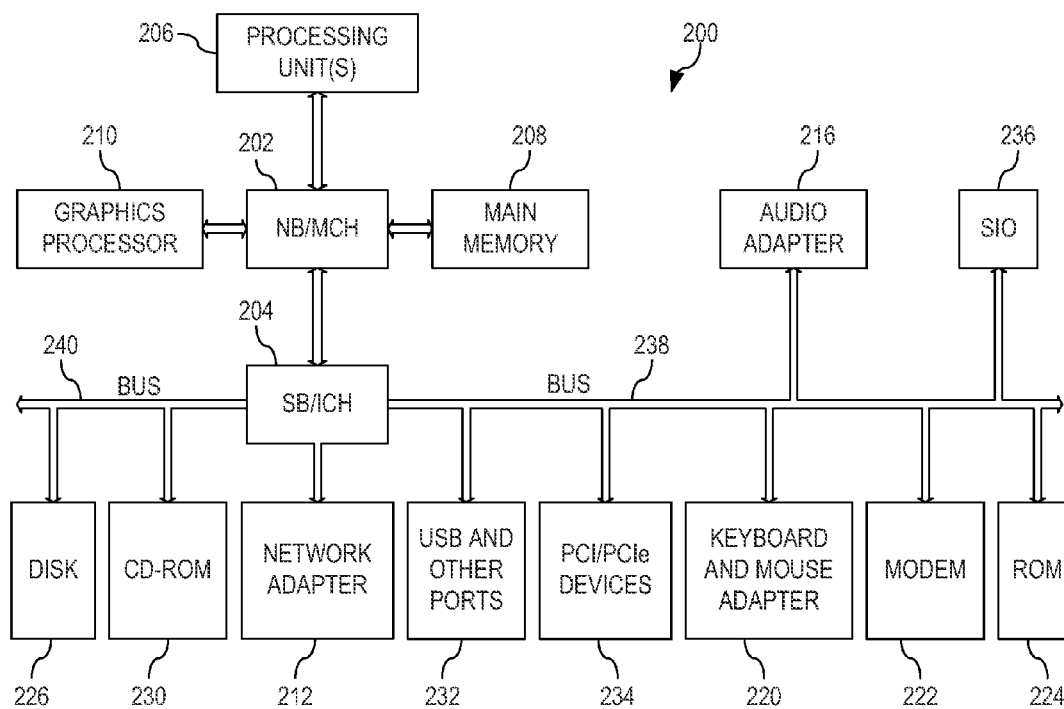 206
PROCESSING
UNIT(S)
200
210
202
208
216
236
GRAPHICS
PROCESSOR
NB/MCH
MAIN
MEMORY
AUDIO
ADAPTER
SIO
204
240
238
BUS
SB/ICH
BUS
DISK
CD-ROM
NETWORK
ADAPTER
USB AND
OTHER
PORTS
PCI/PCIe
DEVICES
KEYBOARD
AND MOUSE
ADAPTER
MODEM
ROM
226
230
212
232
234
220
222
224